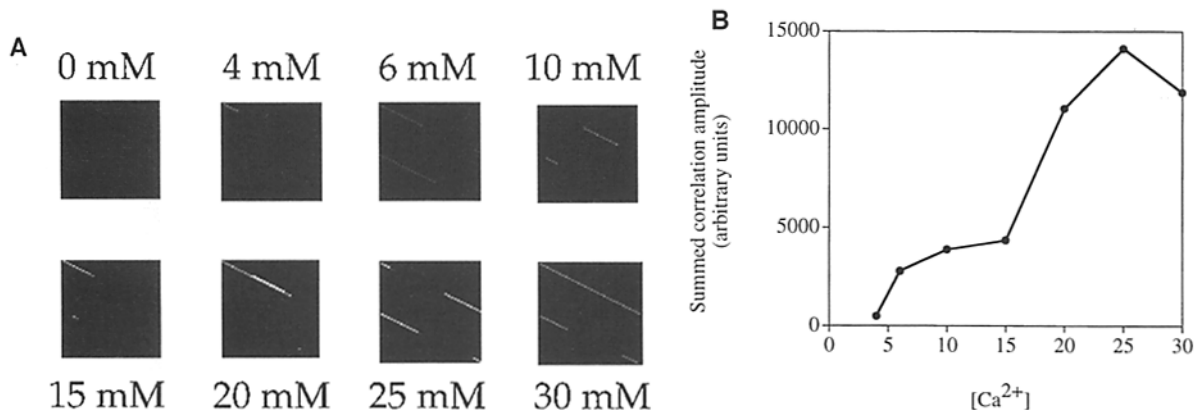 A
0 mM 4 mM 6 mM 10 mM
15 mM 20 mM 25 mM 30 mM
B
Summed correlation amplitude
(arbitrary units)
15000
10000
5000
0
0 5 10 15 20 25 30
[Ca²⁺]